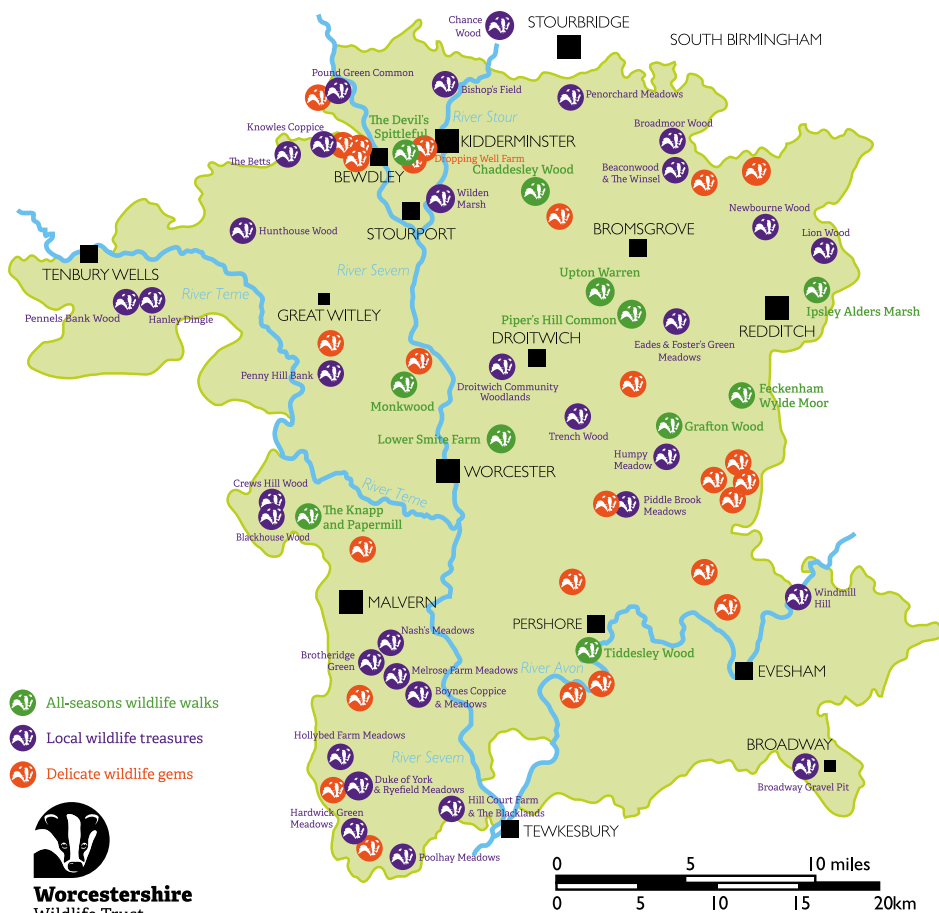 Chance
Wood
STOURBRIDGE
SOUTH BIRMINGHAM
Pound Green Common
Bishop's Field
Penorchard Meadows
River Stour
The Devil's
Spittleful
Knowles Coppice
KIDDERMINSTER
Broadmoor Wood
The Betts
Dropping Well Farm
BEWDLEY
Chaddesley Wood
Beaconwood
& The Winsel
Wilden
Marsh
Newbourne Wood
Hunthouse Wood
STOURPORT
BROMSGROVE
Lion Wood
TENBURY WELLS
River Severn
Upton Warren
River Teme
Pennels Bank Wood
Hanley Dingle
GREAT WITLEY
Piper's Hill Common
Ipsley Alders Marsh
REDDITCH
DROITWICH
Eades & Foster's Green
Meadows
Penny Hill Bank
Droitwich Community
Woodlands
Monkwood
Feckenham
Wylde Moor
Trench Wood
Grafton Wood
Lower Smite Farm
Humpy
Meadow
WORCESTER
Crews Hill Wood
River Teme
Piddle Brook
Meadows
The Knapp
and Papermill
Blackhouse Wood
MALVERN
Windmill
Hill
PERSHORE
Nash's Meadows
Tiddesley Wood
Brotheridge
Green
Melrose Farm Meadows
River Avon
EVESHAM
Boynes Coppice
& Meadows
All-seasons wildlife walks
Local wildlife treasures
Delicate wildlife gems
Hollybed Farm Meadows
River Severn
BROADWAY
Duke of York
& Ryefield Meadows
Broadway Gravel Pit
Hardwick Green
Meadows
Hill Court Farm
& The Blacklands
TEWKESBURY
Poolhay Meadows
0 5 10 miles
0 5 10 15 20km
Worcestershire
Wildlife Trust